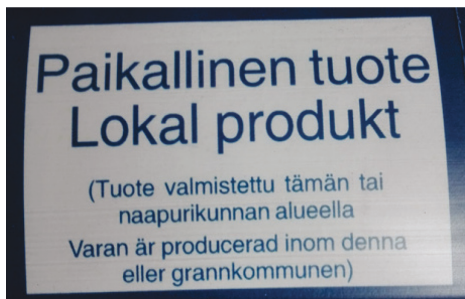 Paikallinen tuote
Lokal produkt
(Tuote valmistettu tämän tai
naapurikunnan alueella
Varan är producerad inom denna
eller grannkommunen)